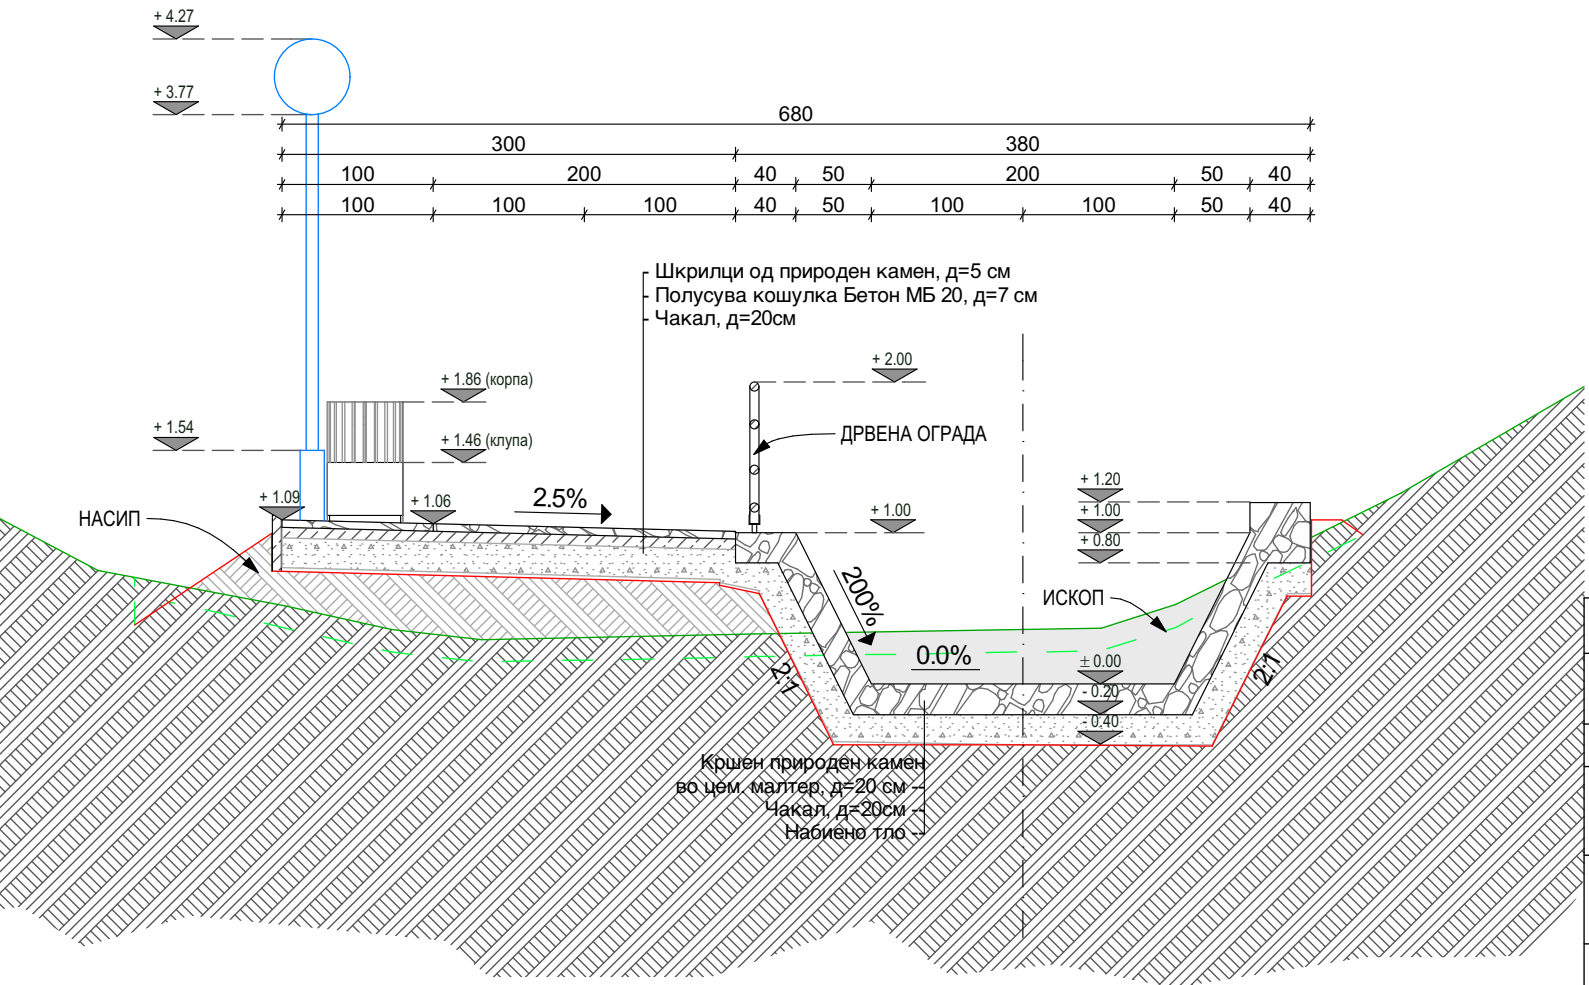 + 4.27
+ 3.77
680
300 380
100 200 40 50 200 50 40
100 100 100 40 50 100 100 50 40
Шкрилци од природен камен, д=5 см
Полусува кошулка Бетон МБ 20, д=7 см
Чакал, д=20см
+ 2.00
+ 1.86 (корпа)
+ 1.54
+ 1.46 (клупа)
ДРВЕНА ОГРАДА
+ 1.20
+ 1.09
+ 1.06
2.5%
+ 1.00
+ 1.00
НАСИП
+ 0.80
200%
ИСКОП
0.0%
± 0.00
2:1
2:1
- 0.20
- 0.40
Кршен природен камен
во цем. малтер, д=20 см
Чакал, д=20см
Набиено тло